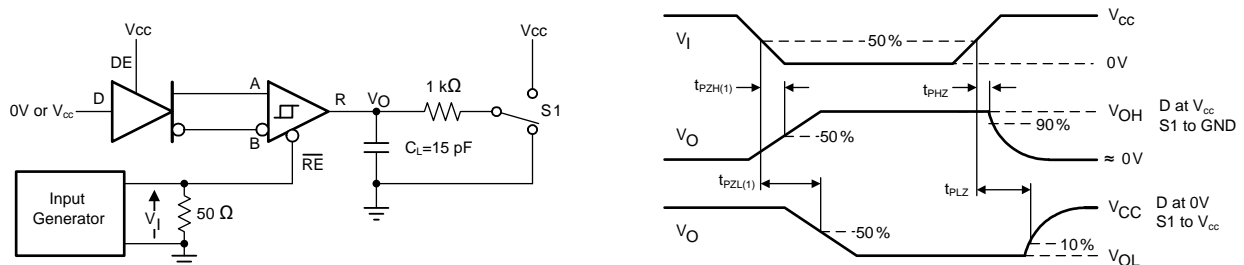 Vcc
DE
D
0V or Vcc
A
B
R
VO
1 kΩ
Vcc
S1
CL=15 pF
RE
Input
Generator
VI
50 Ω
VI
50%
VCC
0V
tPZH(1)
tPHZ
VO
50%
VOH
90%
≈ 0V
D at Vcc
S1 to GND
tPZL(1)
tPLZ
VO
50%
VCC
10%
VOL
D at 0V
S1 to Vcc